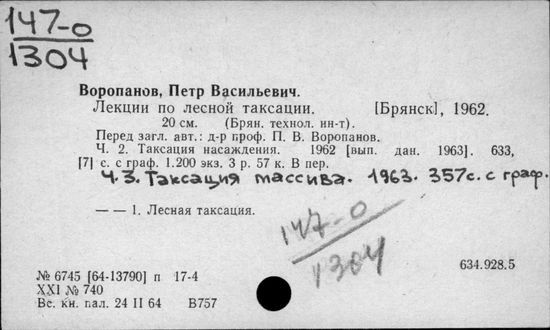 147-0
1304
Воропанов, Петр Васильевич.
Лекции по лесной таксации. [Брянск], 1962.
20 см. (Брян. технол. ин-т).
Перед загл. авт.: д-р проф. П. В. Воропанов.
Ч. 2. Таксация насаждения. 1962 [вып. дан. 1963]. 633,
[7] с. с граф. 1.200 экз. 3 р. 57 к. В пер.
Ч. 3. Таксация массива. 1963. 357с. с граф.
— — 1. Лесная таксация.
147-0
1304
634.928.5
№ 6745 [64-13790] п 17-4
XXI № 740
Вс. кн. пал. 24 II 64 В757